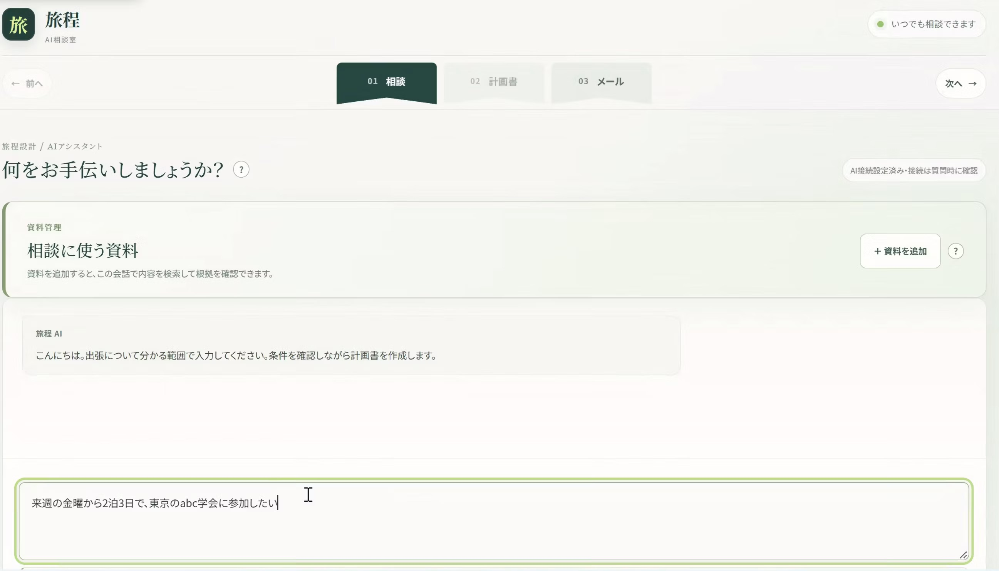 旅 旅程
AI相談室
いつでも相談できます
← 前へ
01 相談
02 計画書
03 メール
次へ →
旅程設計 / AIアシスタント
何をお手伝いしましょうか? ?
AI接続設定済み・接続は質問時に確認
資料管理
相談に使う資料
資料を追加すると、この会話で内容を検索して根拠を確認できます。
+ 資料を追加 ?
旅程 AI
こんにちは。出張について分かる範囲で入力してください。条件を確認しながら計画書を作成します。
来週の金曜から2泊3日で、東京のabc学会に参加したい